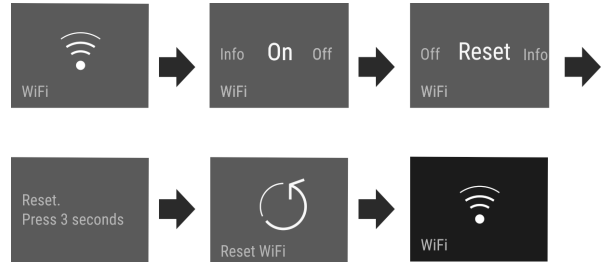 WiFi
Info On Off
WiFi
Off Reset Info
WiFi
Reset.
Press 3 seconds
Reset WiFi
WiFi